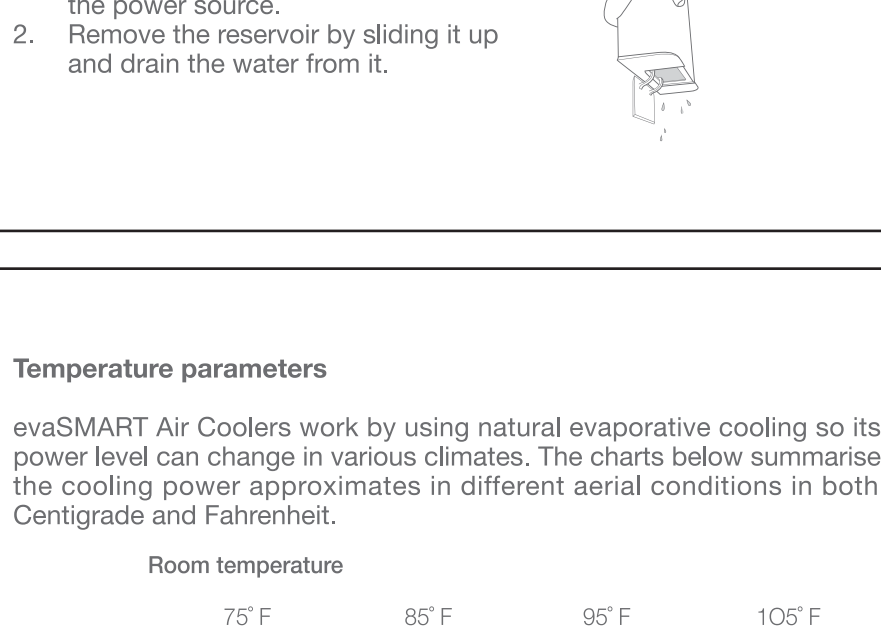 the power source.
2. Remove the reservoir by sliding it up
and drain the water from it.
Temperature parameters
evaSMART Air Coolers work by using natural evaporative cooling so its
power level can change in various climates. The charts below summarise
the cooling power approximates in different aerial conditions in both
Centigrade and Fahrenheit.
Room temperature
75° F 85° F 95° F 105° F